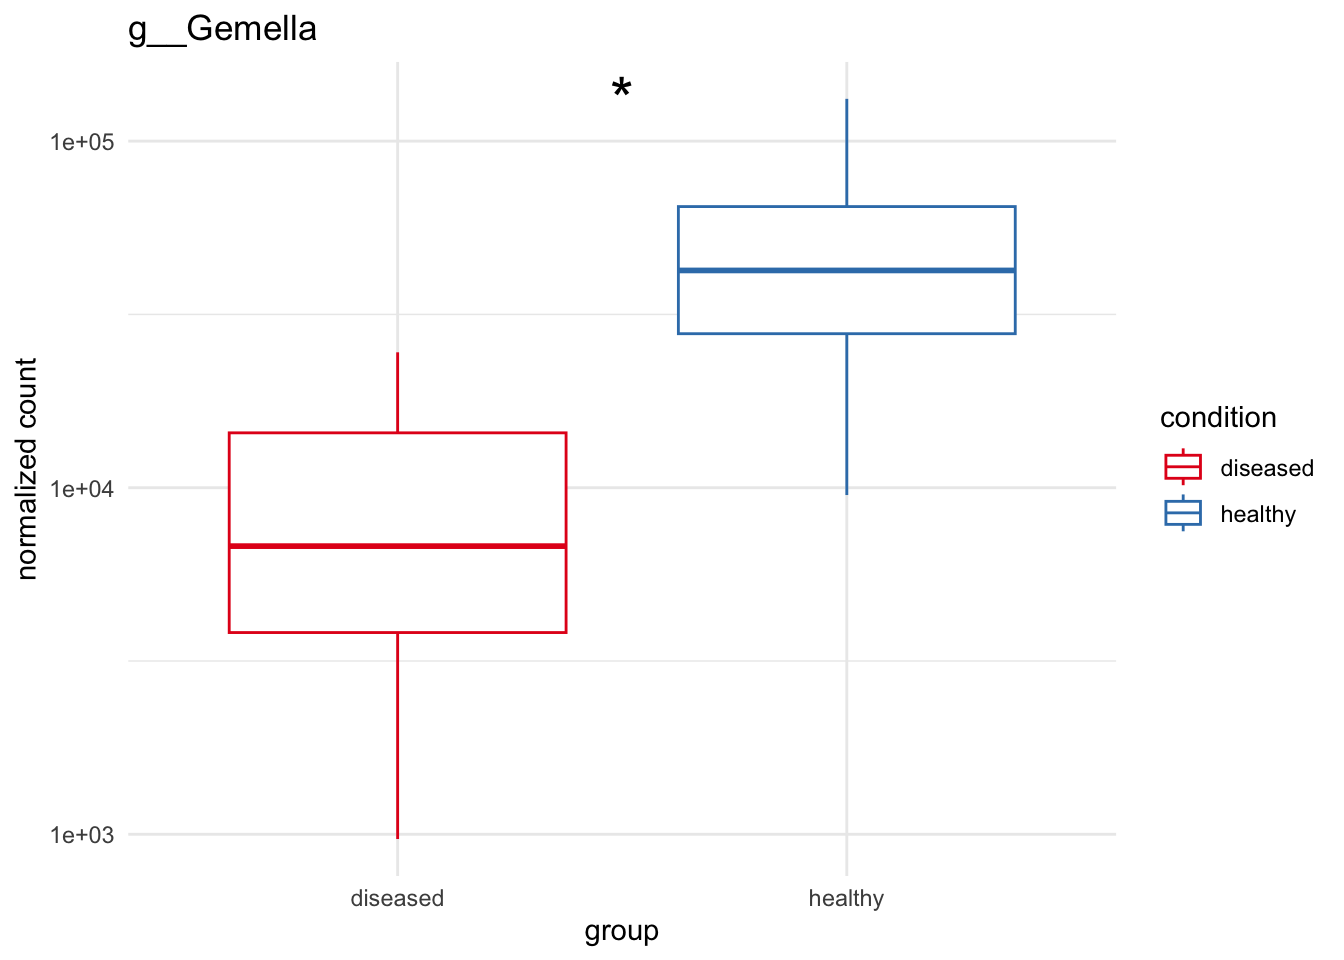 g__Gemella
*
1e+05
1e+04
1e+03
normalized count
diseased
healthy
group
condition
diseased
healthy